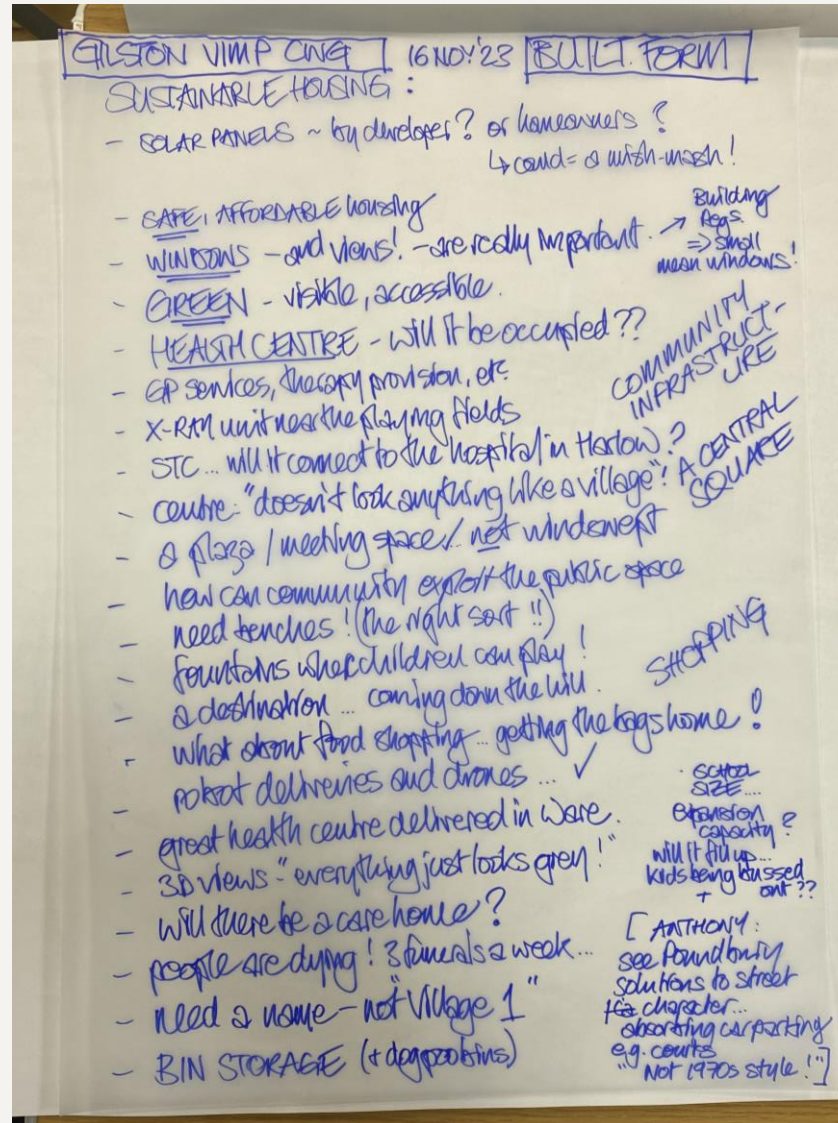 GILSTON VIMP CWG 16 NOV '23 BUILT FORM
SUSTAINABLE HOUSING :
- SOLAR PANELS ~ by developer? or homeowners?
↳ could = a mish-mash!
- SAFE, AFFORDABLE housing
- WINDOWS - and views! - are really important. → Building
Regs.
⇒ small
mean windows!
- GREEN - visible, accessible.
- HEALTH CENTRE - will it be occupied??
COMMUNITY
INFRASTRUCT-
URE
- GP services, therapy provision, etc
- X-RAY unit near the playing fields
- STC... will it connect to the hospital in Harlow?
- centre: "doesn't look anything like a village"!
A CENTRAL
SQUARE
- a plaza / meeting space / not windswept
- how can community exploit the public space
- need benches! (the right sort!!)
- fountains where children can play!
- a destination... coming down the hill.
SHOPPING
- what about food shopping... getting the bags home!
- robot deliveries and drones... ✓
- great health centre delivered in Ware.
- 3D views "everything just looks grey!"
· SCHOOL
SIZE....
expansion
capacity?
will it fill up...
kids being bussed
+ out??
- will there be a care home?
- people are dying! 3 funerals a week...
- need a name - not "Village 1"
- BIN STORAGE (+ dog poo bins)
[ANTHONY:
see Poundbury
solutions to street
character...
absorbing car parking
e.g. courts
"Not 1970s style!"]